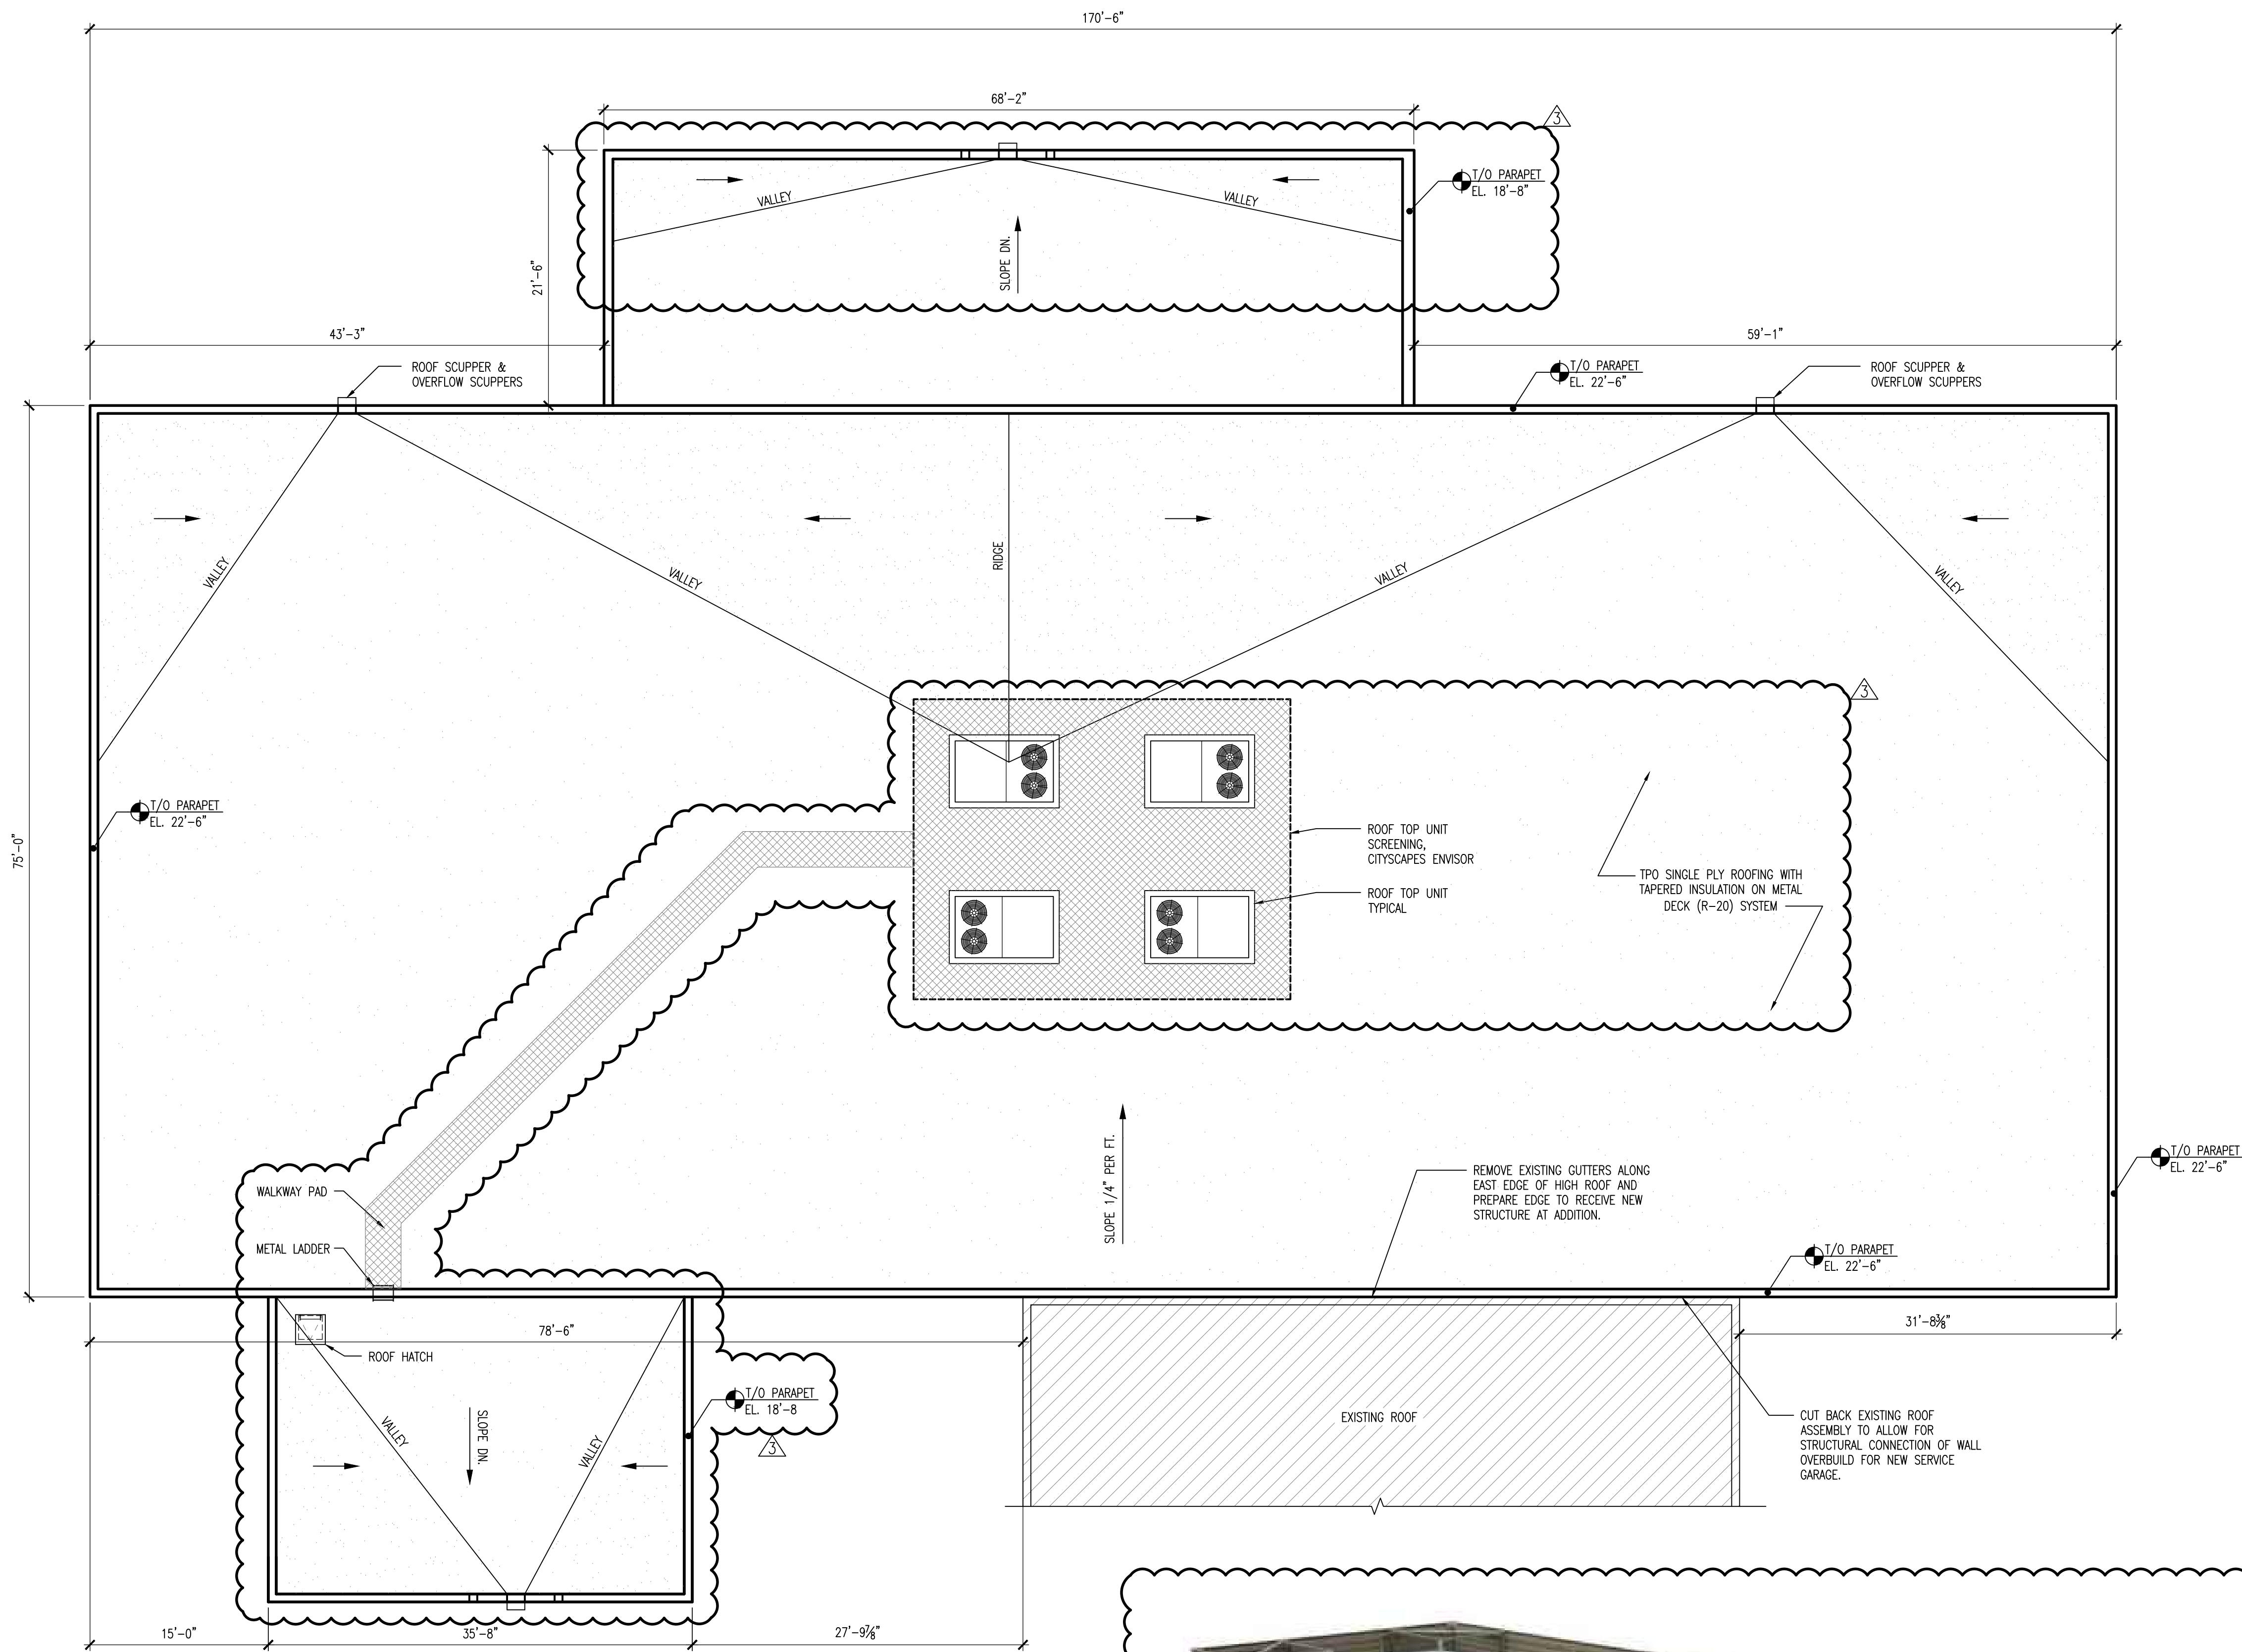 170'-6"
68'-2"
3
T/O PARAPET
EL. 18'-8"
VALLEY
VALLEY
SLOPE DN.
21'-6"
43'-3"
59'-1"
ROOF SCUPPER &
OVERFLOW SCUPPERS
T/O PARAPET
EL. 22'-6"
ROOF SCUPPER &
OVERFLOW SCUPPERS
RIDGE
VALLEY
VALLEY
VALLEY
VALLEY
3
75'-0"
T/O PARAPET
EL. 22'-6"
ROOF TOP UNIT
SCREENING,
CITYSCAPES ENVISOR
ROOF TOP UNIT
TYPICAL
TPO SINGLE PLY ROOFING WITH
TAPERED INSULATION ON METAL
DECK (R-20) SYSTEM
SLOPE 1/4" PER FT.
REMOVE EXISTING GUTTERS ALONG
EAST EDGE OF HIGH ROOF AND
PREPARE EDGE TO RECEIVE NEW
STRUCTURE AT ADDITION.
T/O PARAPET
EL. 22'-6"
WALKWAY PAD
METAL LADDER
T/O PARAPET
EL. 22'-6"
78'-6"
31'-8⅜"
ROOF HATCH
T/O PARAPET
EL. 18'-8
3
VALLEY
SLOPE DN.
VALLEY
EXISTING ROOF
CUT BACK EXISTING ROOF
ASSEMBLY TO ALLOW FOR
STRUCTURAL CONNECTION OF WALL
OVERBUILD FOR NEW SERVICE
GARAGE.
15'-0"
35'-8"
27'-9⅞"